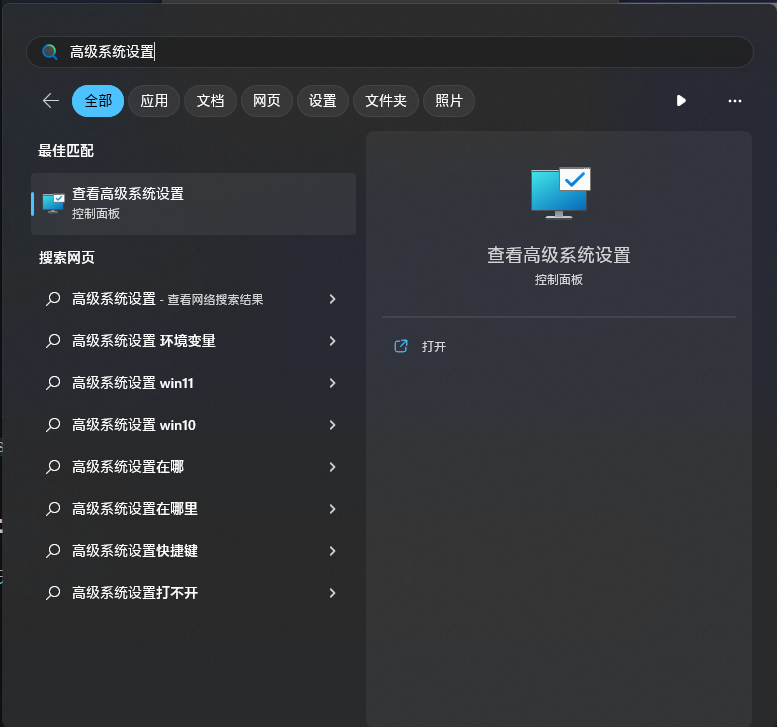 高级系统设置
全部 应用 文档 网页 设置 文件夹 照片
最佳匹配
查看高级系统设置
控制面板
搜索网页
高级系统设置 - 查看网络搜索结果
高级系统设置 环境变量
高级系统设置 win11
高级系统设置 win10
高级系统设置在哪
高级系统设置在哪里
高级系统设置快捷键
高级系统设置打不开
查看高级系统设置
控制面板
打开